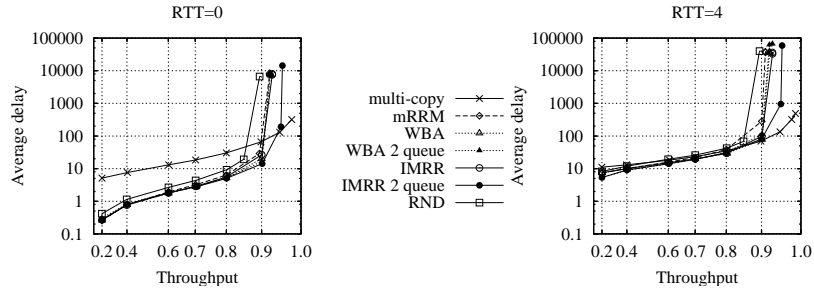 RTT=0
Average delay
100000
10000
1000
100
10
1
0.1
0.2 0.4 0.6 0.7 0.8 0.9 1.0
Throughput
multi-copy
mRRM
WBA
WBA 2 queue
IMRR
IMRR 2 queue
RND
RTT=4
Average delay
100000
10000
1000
100
10
1
0.1
0.2 0.4 0.6 0.7 0.8 0.9 1.0
Throughput